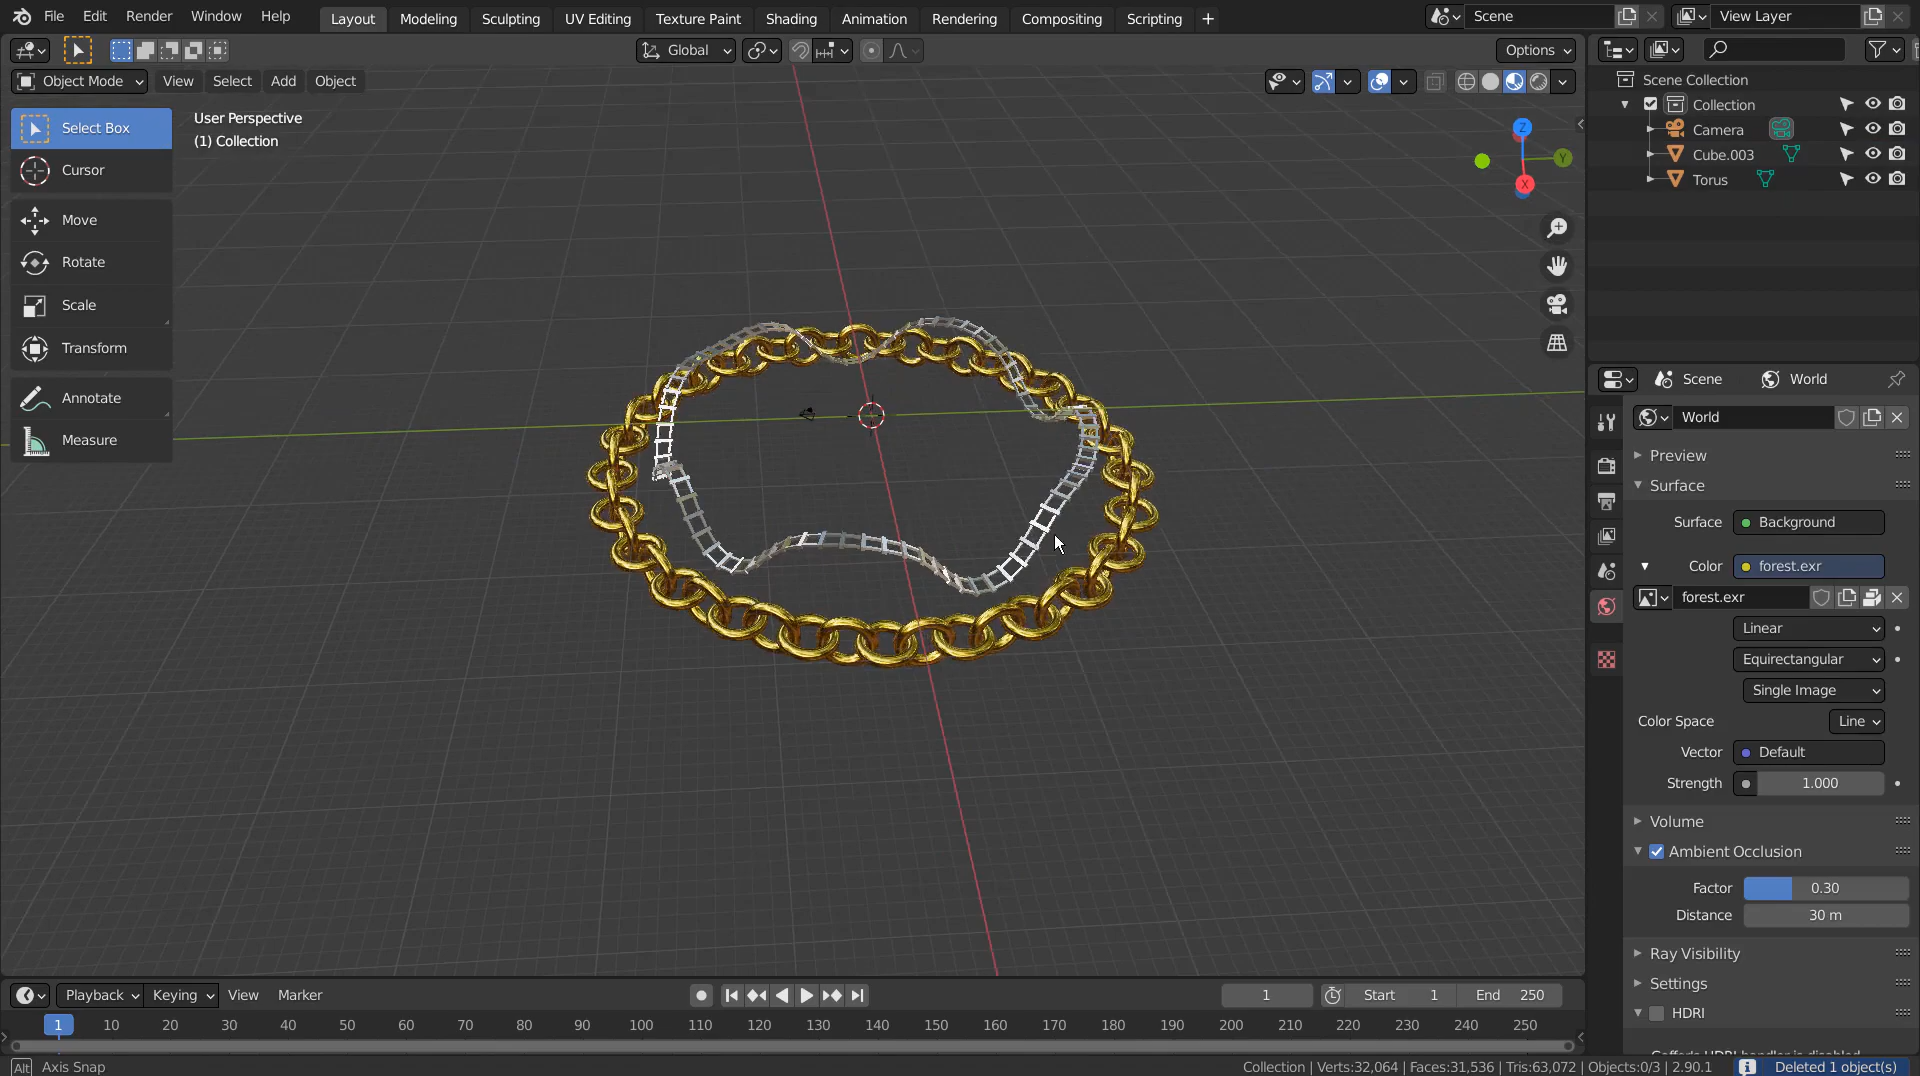 File Edit Render Window Help Layout Modeling Sculpting UV Editing Texture Paint Shading Animation Rendering Compositing Scripting + Scene View Layer
Global Options
Object Mode View Select Add Object
Select Box
Cursor
Move
Rotate
Scale
Transform
Annotate
Measure
User Perspective
(1) Collection
Z
Y
X
Scene Collection
Collection
Camera
Cube.003
Torus
Scene World
World
Preview
Surface
Surface Background
Color forest.exr
forest.exr
Linear
Equirectangular
Single Image
Color Space Line
Vector Default
Strength 1.000
Volume
Ambient Occlusion
Factor 0.30
Distance 30 m
Ray Visibility
Settings
HDRI
Playback Keying View Marker 1 Start 1 End 250
1 10 20 30 40 50 60 70 80 90 100 110 120 130 140 150 160 170 180 190 200 210 220 230 240 250
Alt Axis Snap Collection | Verts:32,064 | Faces:31,536 | Tris:63,072 | Objects:0/3 | 2.90.1 Deleted 1 object(s)